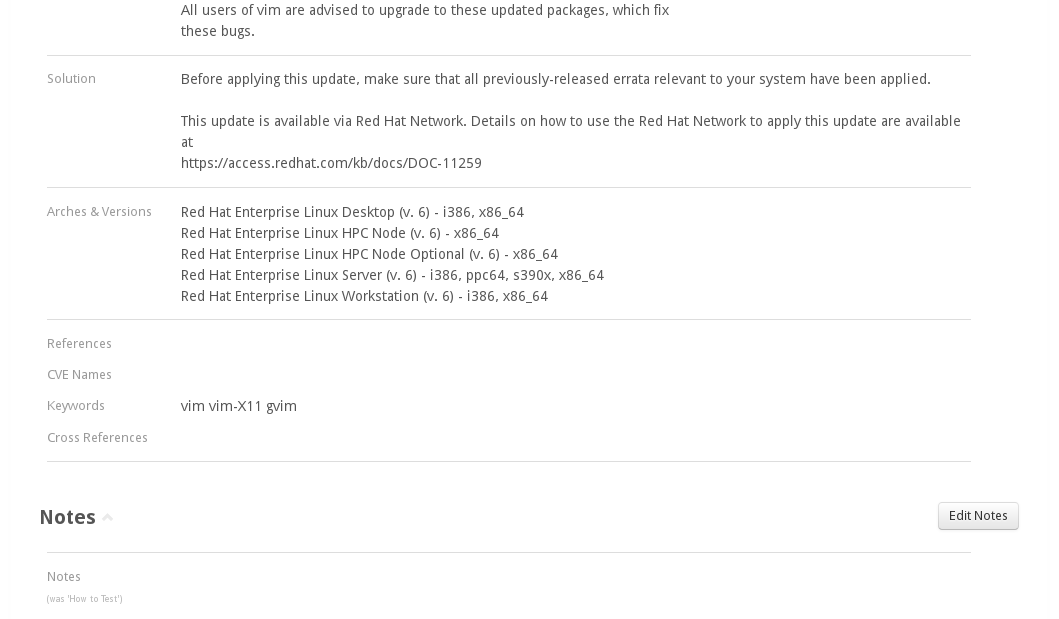 All users of vim are advised to upgrade to these updated packages, which fix
these bugs.
Solution
Before applying this update, make sure that all previously-released errata relevant to your system have been applied.
This update is available via Red Hat Network. Details on how to use the Red Hat Network to apply this update are available
at
https://access.redhat.com/kb/docs/DOC-11259
Arches & Versions
Red Hat Enterprise Linux Desktop (v. 6) - i386, x86_64
Red Hat Enterprise Linux HPC Node (v. 6) - x86_64
Red Hat Enterprise Linux HPC Node Optional (v. 6) - x86_64
Red Hat Enterprise Linux Server (v. 6) - i386, ppc64, s390x, x86_64
Red Hat Enterprise Linux Workstation (v. 6) - i386, x86_64
References
CVE Names
Keywords
vim vim-X11 gvim
Cross References
Notes
Edit Notes
Notes
(was 'How to Test')